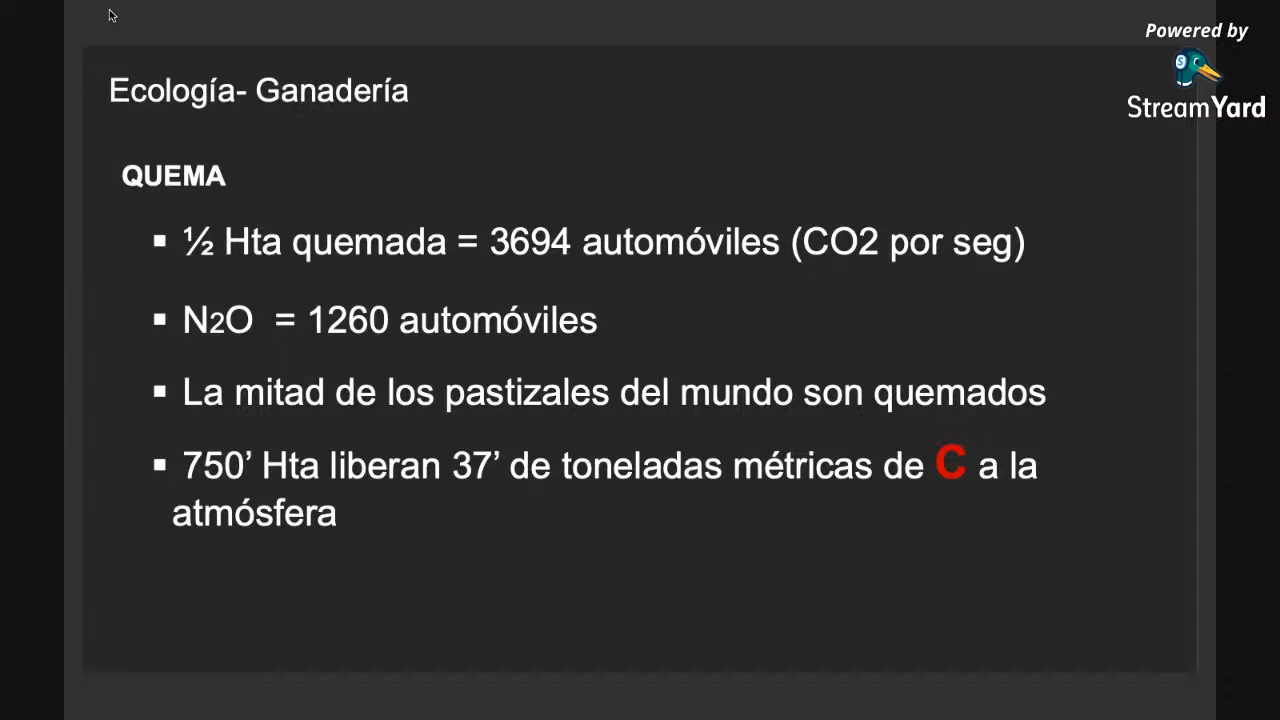 Powered by
StreamYard
Ecología- Ganadería
QUEMA
▪ ½ Hta quemada = 3694 automóviles (CO2 por seg)
▪ N2O = 1260 automóviles
▪ La mitad de los pastizales del mundo son quemados
▪ 750’ Hta liberan 37’ de toneladas métricas de C a la
atmósfera